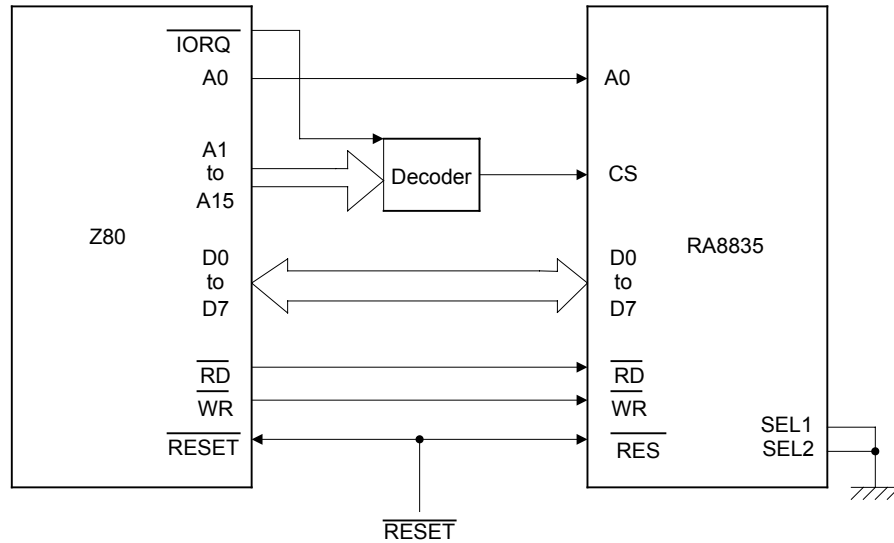 IORQ
A0
A1
to
A15
Z80
D0
to
D7
RD
WR
RESET
Decoder
A0
CS
RA8835
D0
to
D7
RD
WR
RES
SEL1
SEL2
RESET